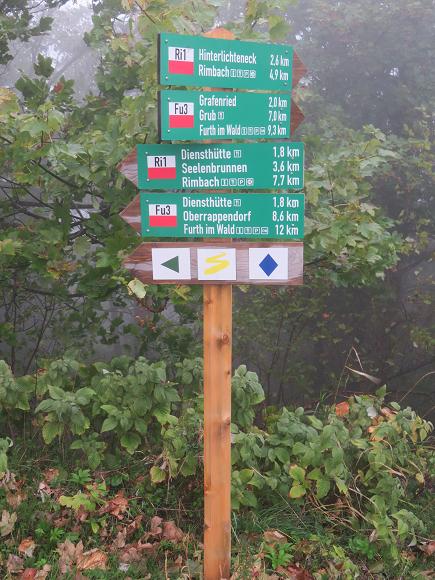 Ri1 Hinterlichteneck 2,6 km
Rimbach 4,9 km
Fu3 Grafenried 2,0 km
Grub 7,0 km
Furth im Wald 9,3 km
Ri1 Diensthütte 1,8 km
Seelenbrunnen 3,6 km
Rimbach 7,7 km
Fu3 Diensthütte 1,8 km
Oberrappendorf 8,6 km
Furth im Wald 12 km